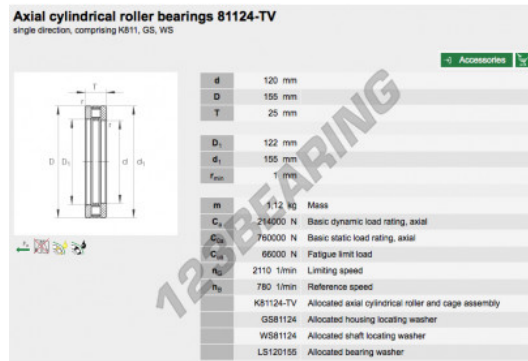 Axial cylindrical roller bearings 81124-TV
single direction, comprising K811, GS, WS
Accessories
T
r
r
D D₁ d d₁
d 120 mm
D 155 mm
T 25 mm
D₁ 122 mm
d₁ 155 mm
rmin 1 mm
m 1,12 kg Mass
Ca 214000 N Basic dynamic load rating, axial
C0a 760000 N Basic static load rating, axial
Cua 66000 N Fatigue limit load
nG 2110 1/min Limiting speed
nB 780 1/min Reference speed
K81124-TV Allocated axial cylindrical roller and cage assembly
GS81124 Allocated housing locating washer
WS81124 Allocated shaft locating washer
LS120155 Allocated bearing washer
123BEARING